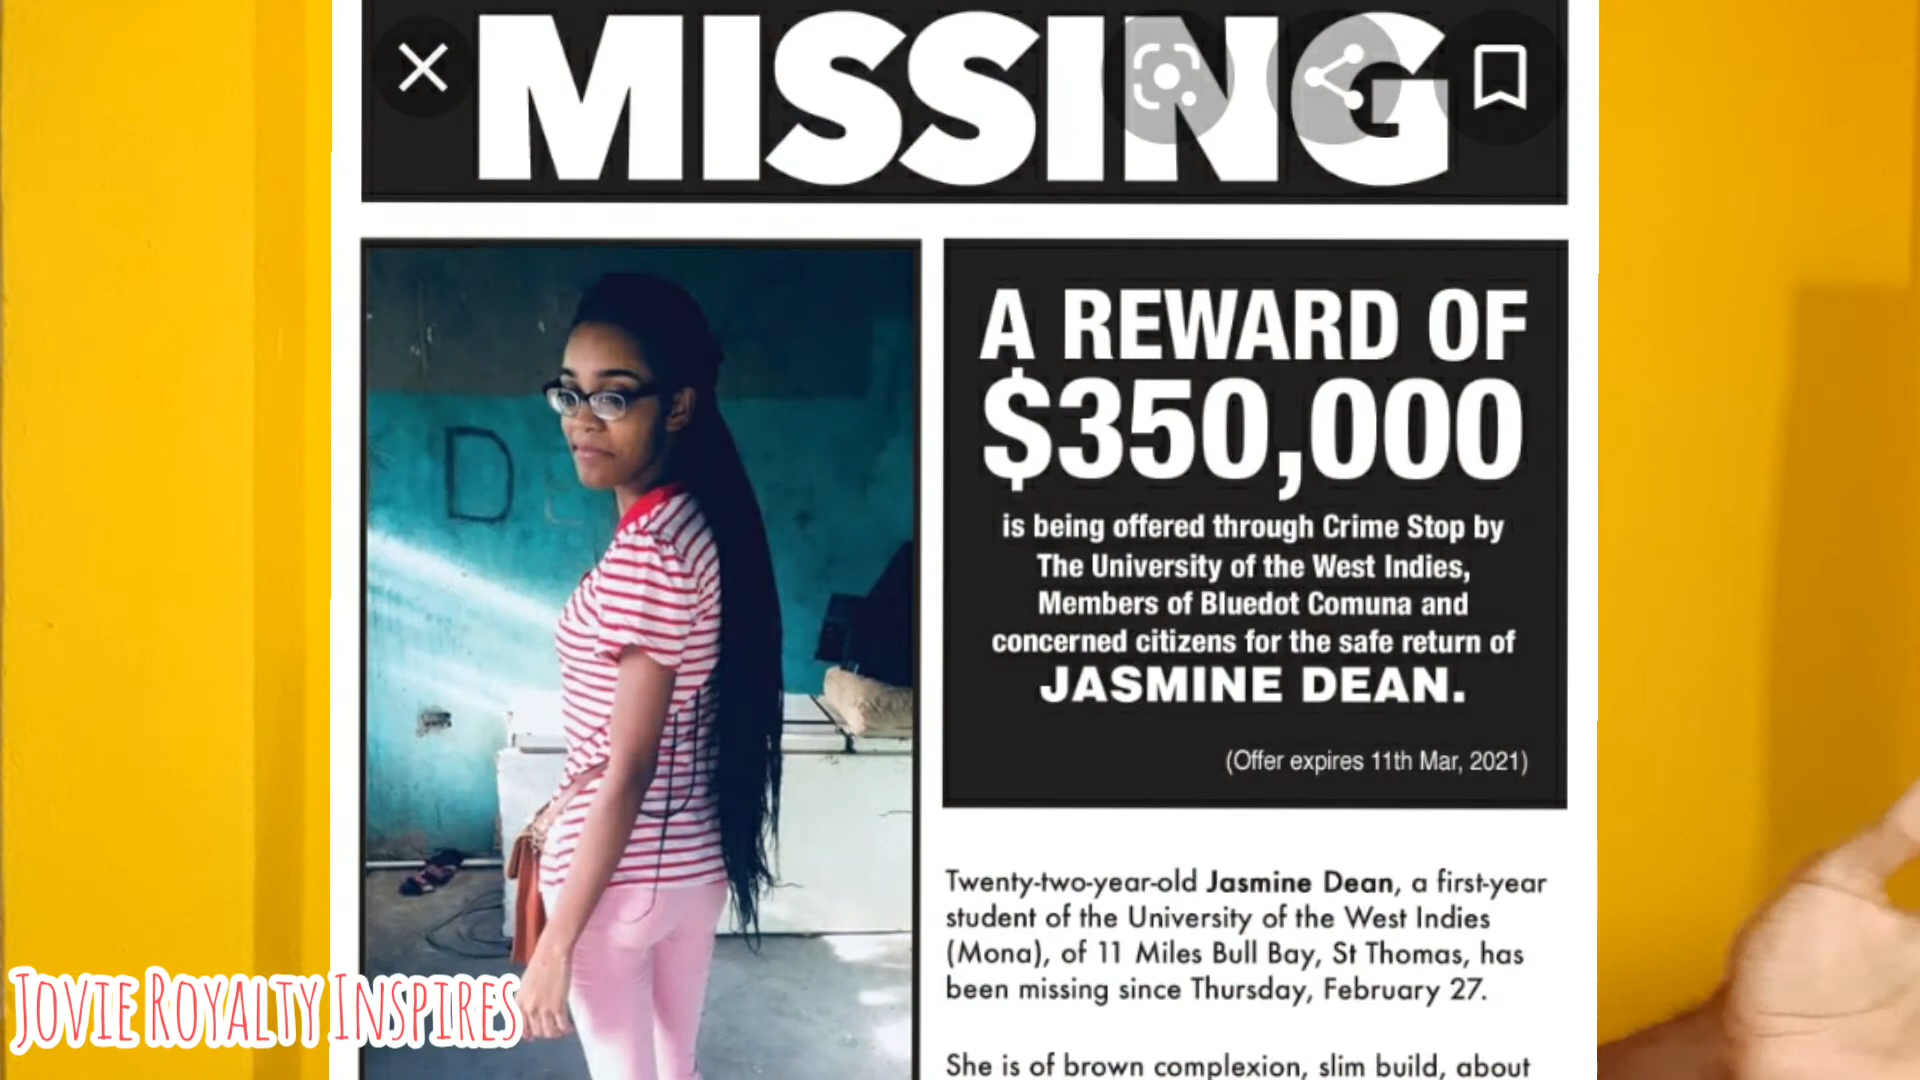 MISSING
A REWARD OF
$350,000
is being offered through Crime Stop by
The University of the West Indies,
Members of Bluedot Comuna and
concerned citizens for the safe return of
JASMINE DEAN.
(Offer expires 11th Mar, 2021)
Twenty-two-year-old Jasmine Dean, a first-year
student of the University of the West Indies
(Mona), of 11 Miles Bull Bay, St Thomas, has
been missing since Thursday, February 27.
She is of brown complexion, slim build, about
D
JOVIE ROYALTY INSPIRES